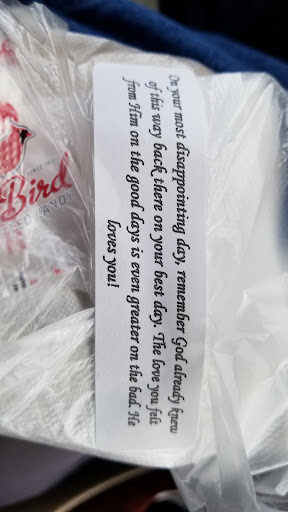 On your most disappointing day, remember God already knew
of this way back there on your best day. The love you felt
from Him on the good days is even greater on the bad. He
loves you!
Bird
CANDY